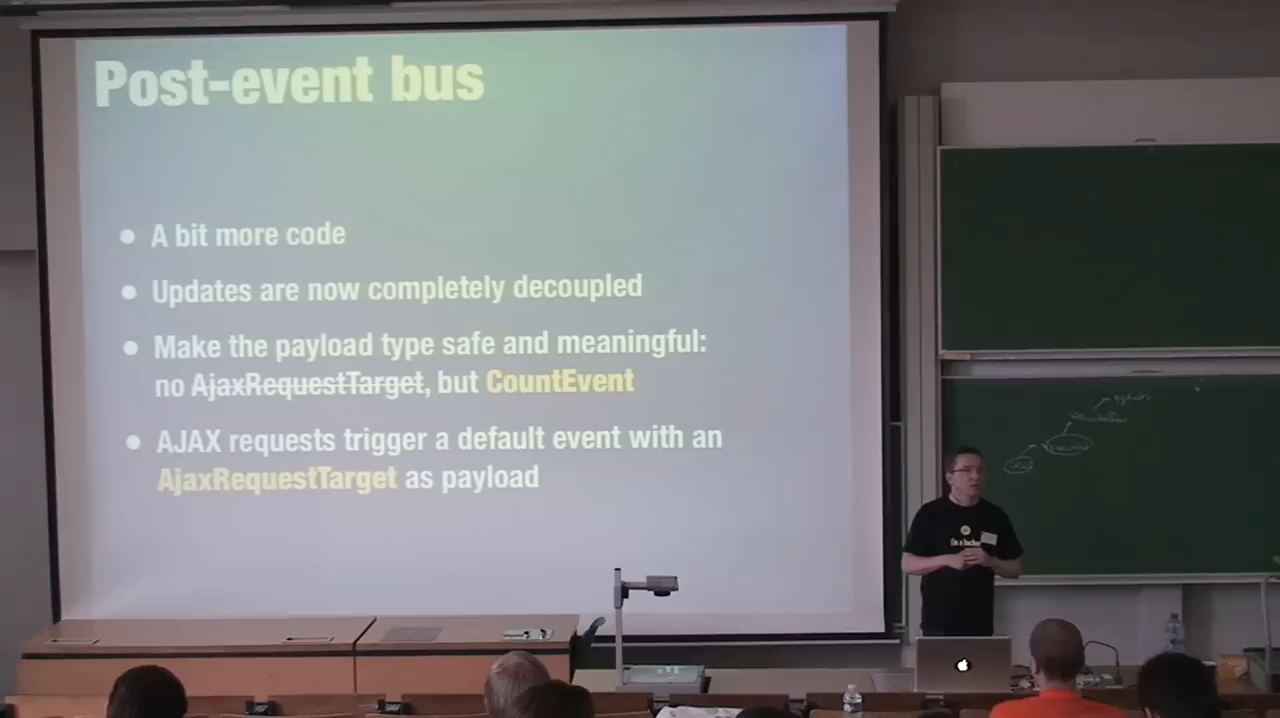 Post-event bus
● A bit more code
● Updates are now completely decoupled
● Make the payload type safe and meaningful:
no AjaxRequestTarget, but CountEvent
● AJAX requests trigger a default event with an
AjaxRequestTarget as payload
I'm a hacker